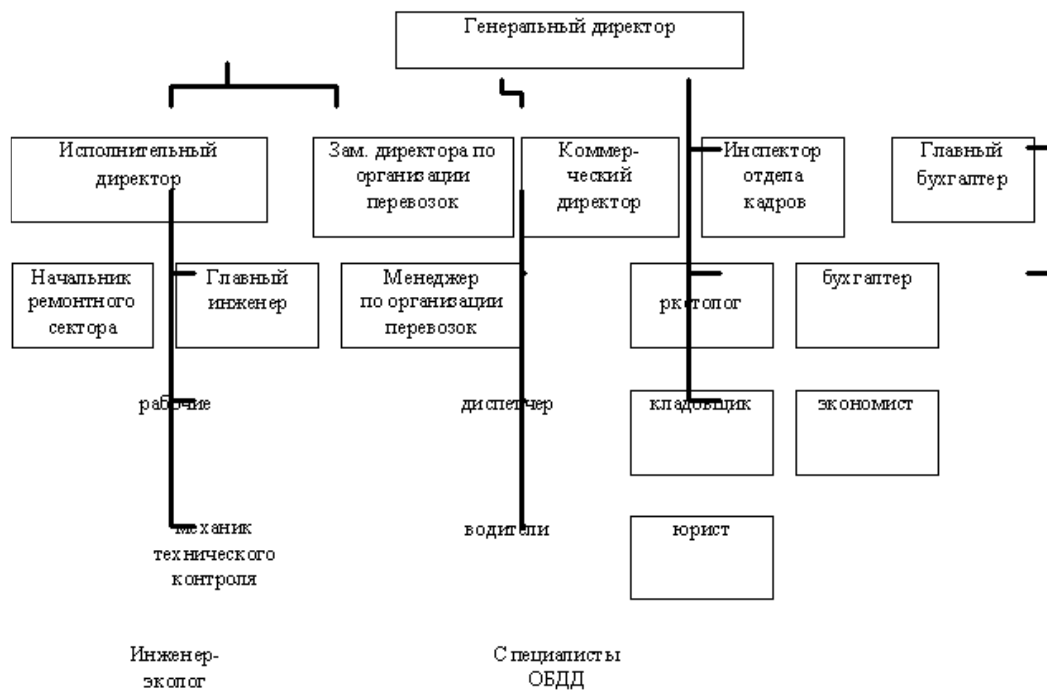 Генеральный директор
Исполнительный
директор
Зам. директора по
организации
перевозок
Коммер-
ческий
директор
Инспектор
отдела
кадров
Главный
бухгалтер
Начальник
ремонтного
сектора
Главный
инженер
Менеджер
по организации
перевозок
ркетолог
бухгалтер
рабочие
диспетчер
кладовщик
экономист
механик
технического
контроля
водители
юрист
Инженер-
эколог
Специалисты
ОБДД